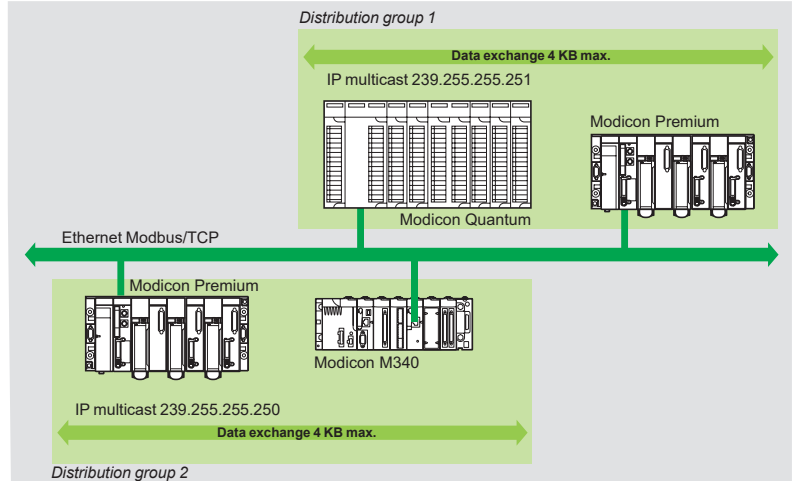 Distribution group 1
Data exchange 4 KB max.
IP multicast 239.255.255.251
Modicon Premium
Modicon Quantum
Ethernet Modbus/TCP
Modicon Premium
Modicon M340
IP multicast 239.255.255.250
Data exchange 4 KB max.
Distribution group 2